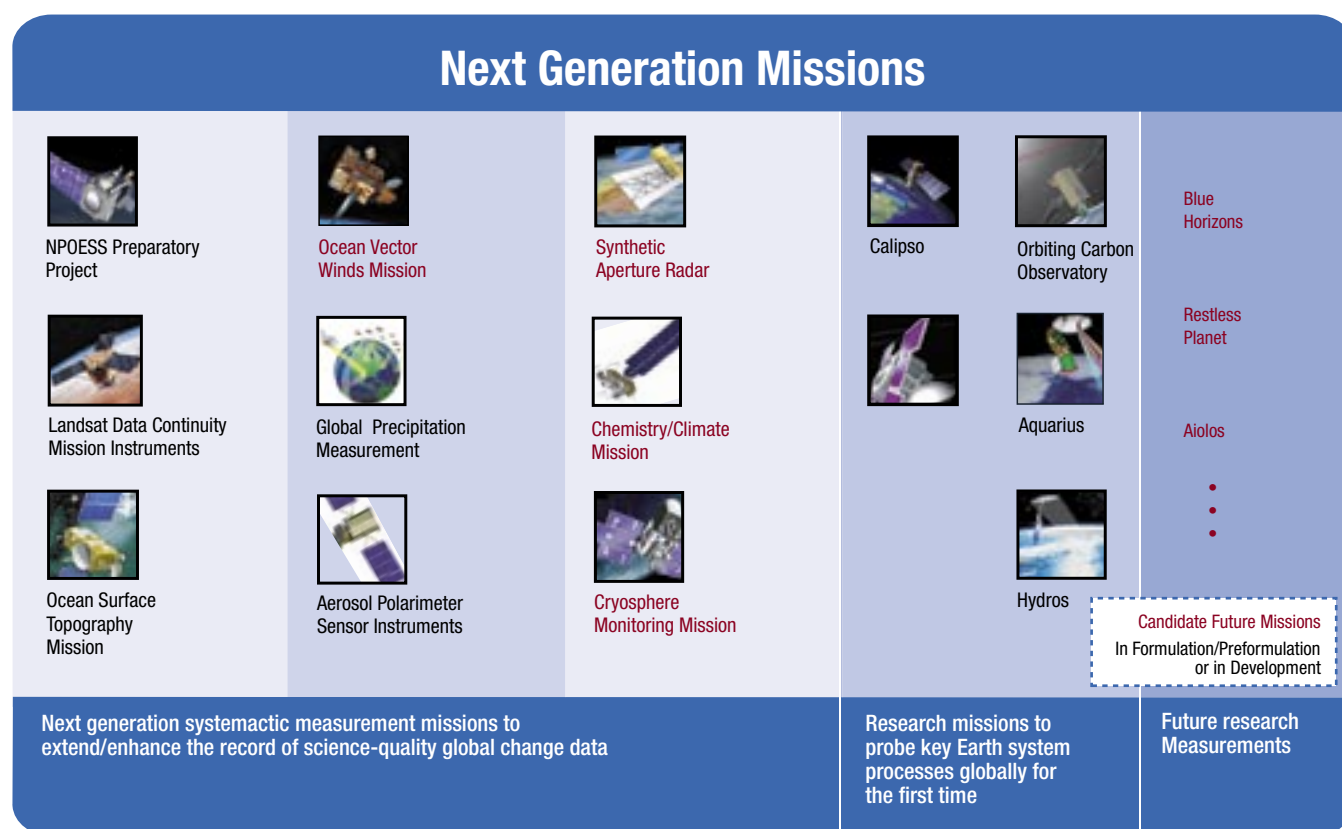 Next Generation Missions
NPOESS Preparatory
Project
Landsat Data Continuity
Mission Instruments
Ocean Surface
Topography
Mission
Ocean Vector
Winds Mission
Global Precipitation
Measurement
Aerosol Polarimeter
Sensor Instruments
Synthetic
Aperture Radar
Chemistry/Climate
Mission
Cryosphere
Monitoring Mission
Calipso
Orbiting Carbon
Observatory
Aquarius
Hydros
Blue
Horizons
Restless
Planet
Aiolos
Candidate Future Missions
In Formulation/Preformulation
or in Development
Next generation systemactic measurement missions to
extend/enhance the record of science-quality global change data
Research missions to
probe key Earth system
processes globally for
the first time
Future research
Measurements